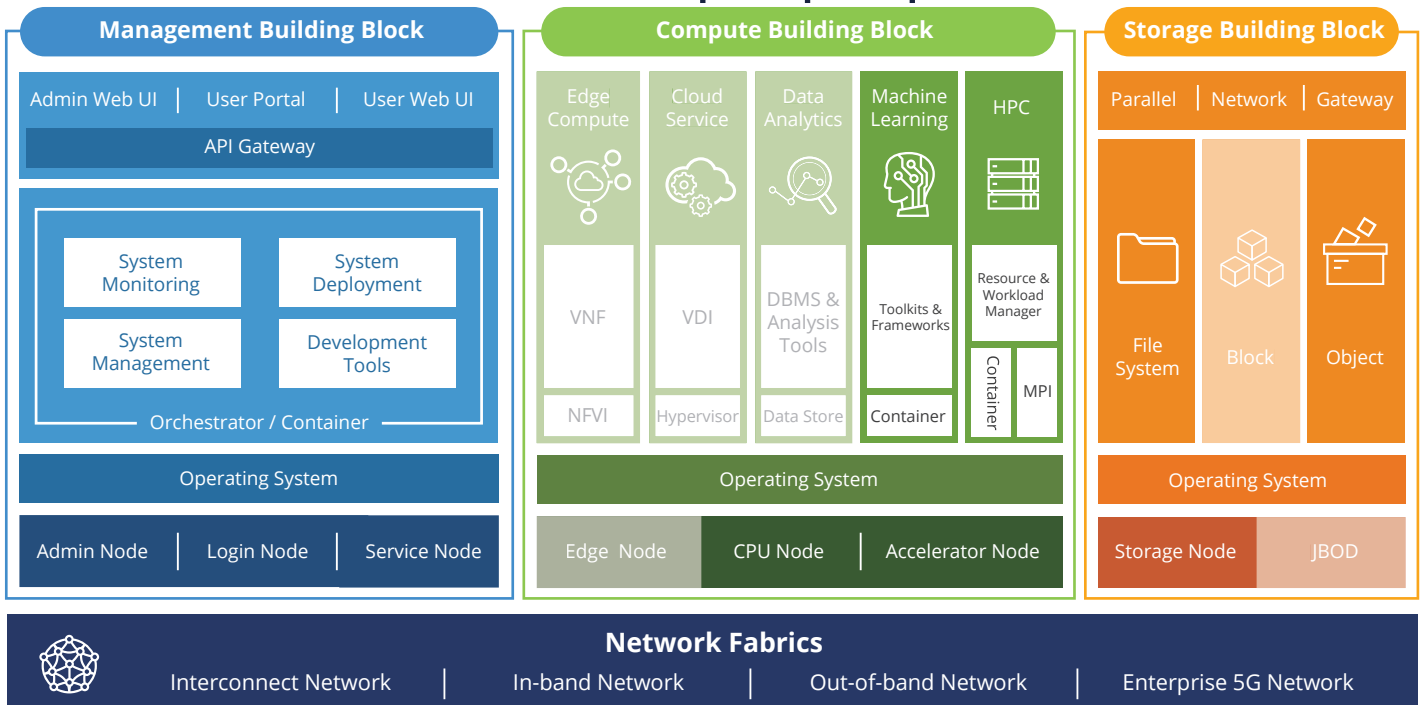 Management Building Block
Admin Web UI | User Portal | User Web UI
API Gateway
System
Monitoring
System
Deployment
System
Management
Development
Tools
Orchestrator / Container
Operating System
Admin Node | Login Node | Service Node
Compute Building Block
Edge
Compute
VNF
NFVI
Cloud
Service
VDI
Hypervisor
Data
Analytics
DBMS &
Analysis
Tools
Data Store
Machine
Learning
Toolkits &
Frameworks
Container
HPC
Resource &
Workload
Manager
Container
MPI
Operating System
Edge Node CPU Node | Accelerator Node
Storage Building Block
Parallel | Network | Gateway
File
System
Block
Object
Operating System
Storage Node JBOD
Network Fabrics
Interconnect Network | In-band Network | Out-of-band Network | Enterprise 5G Network